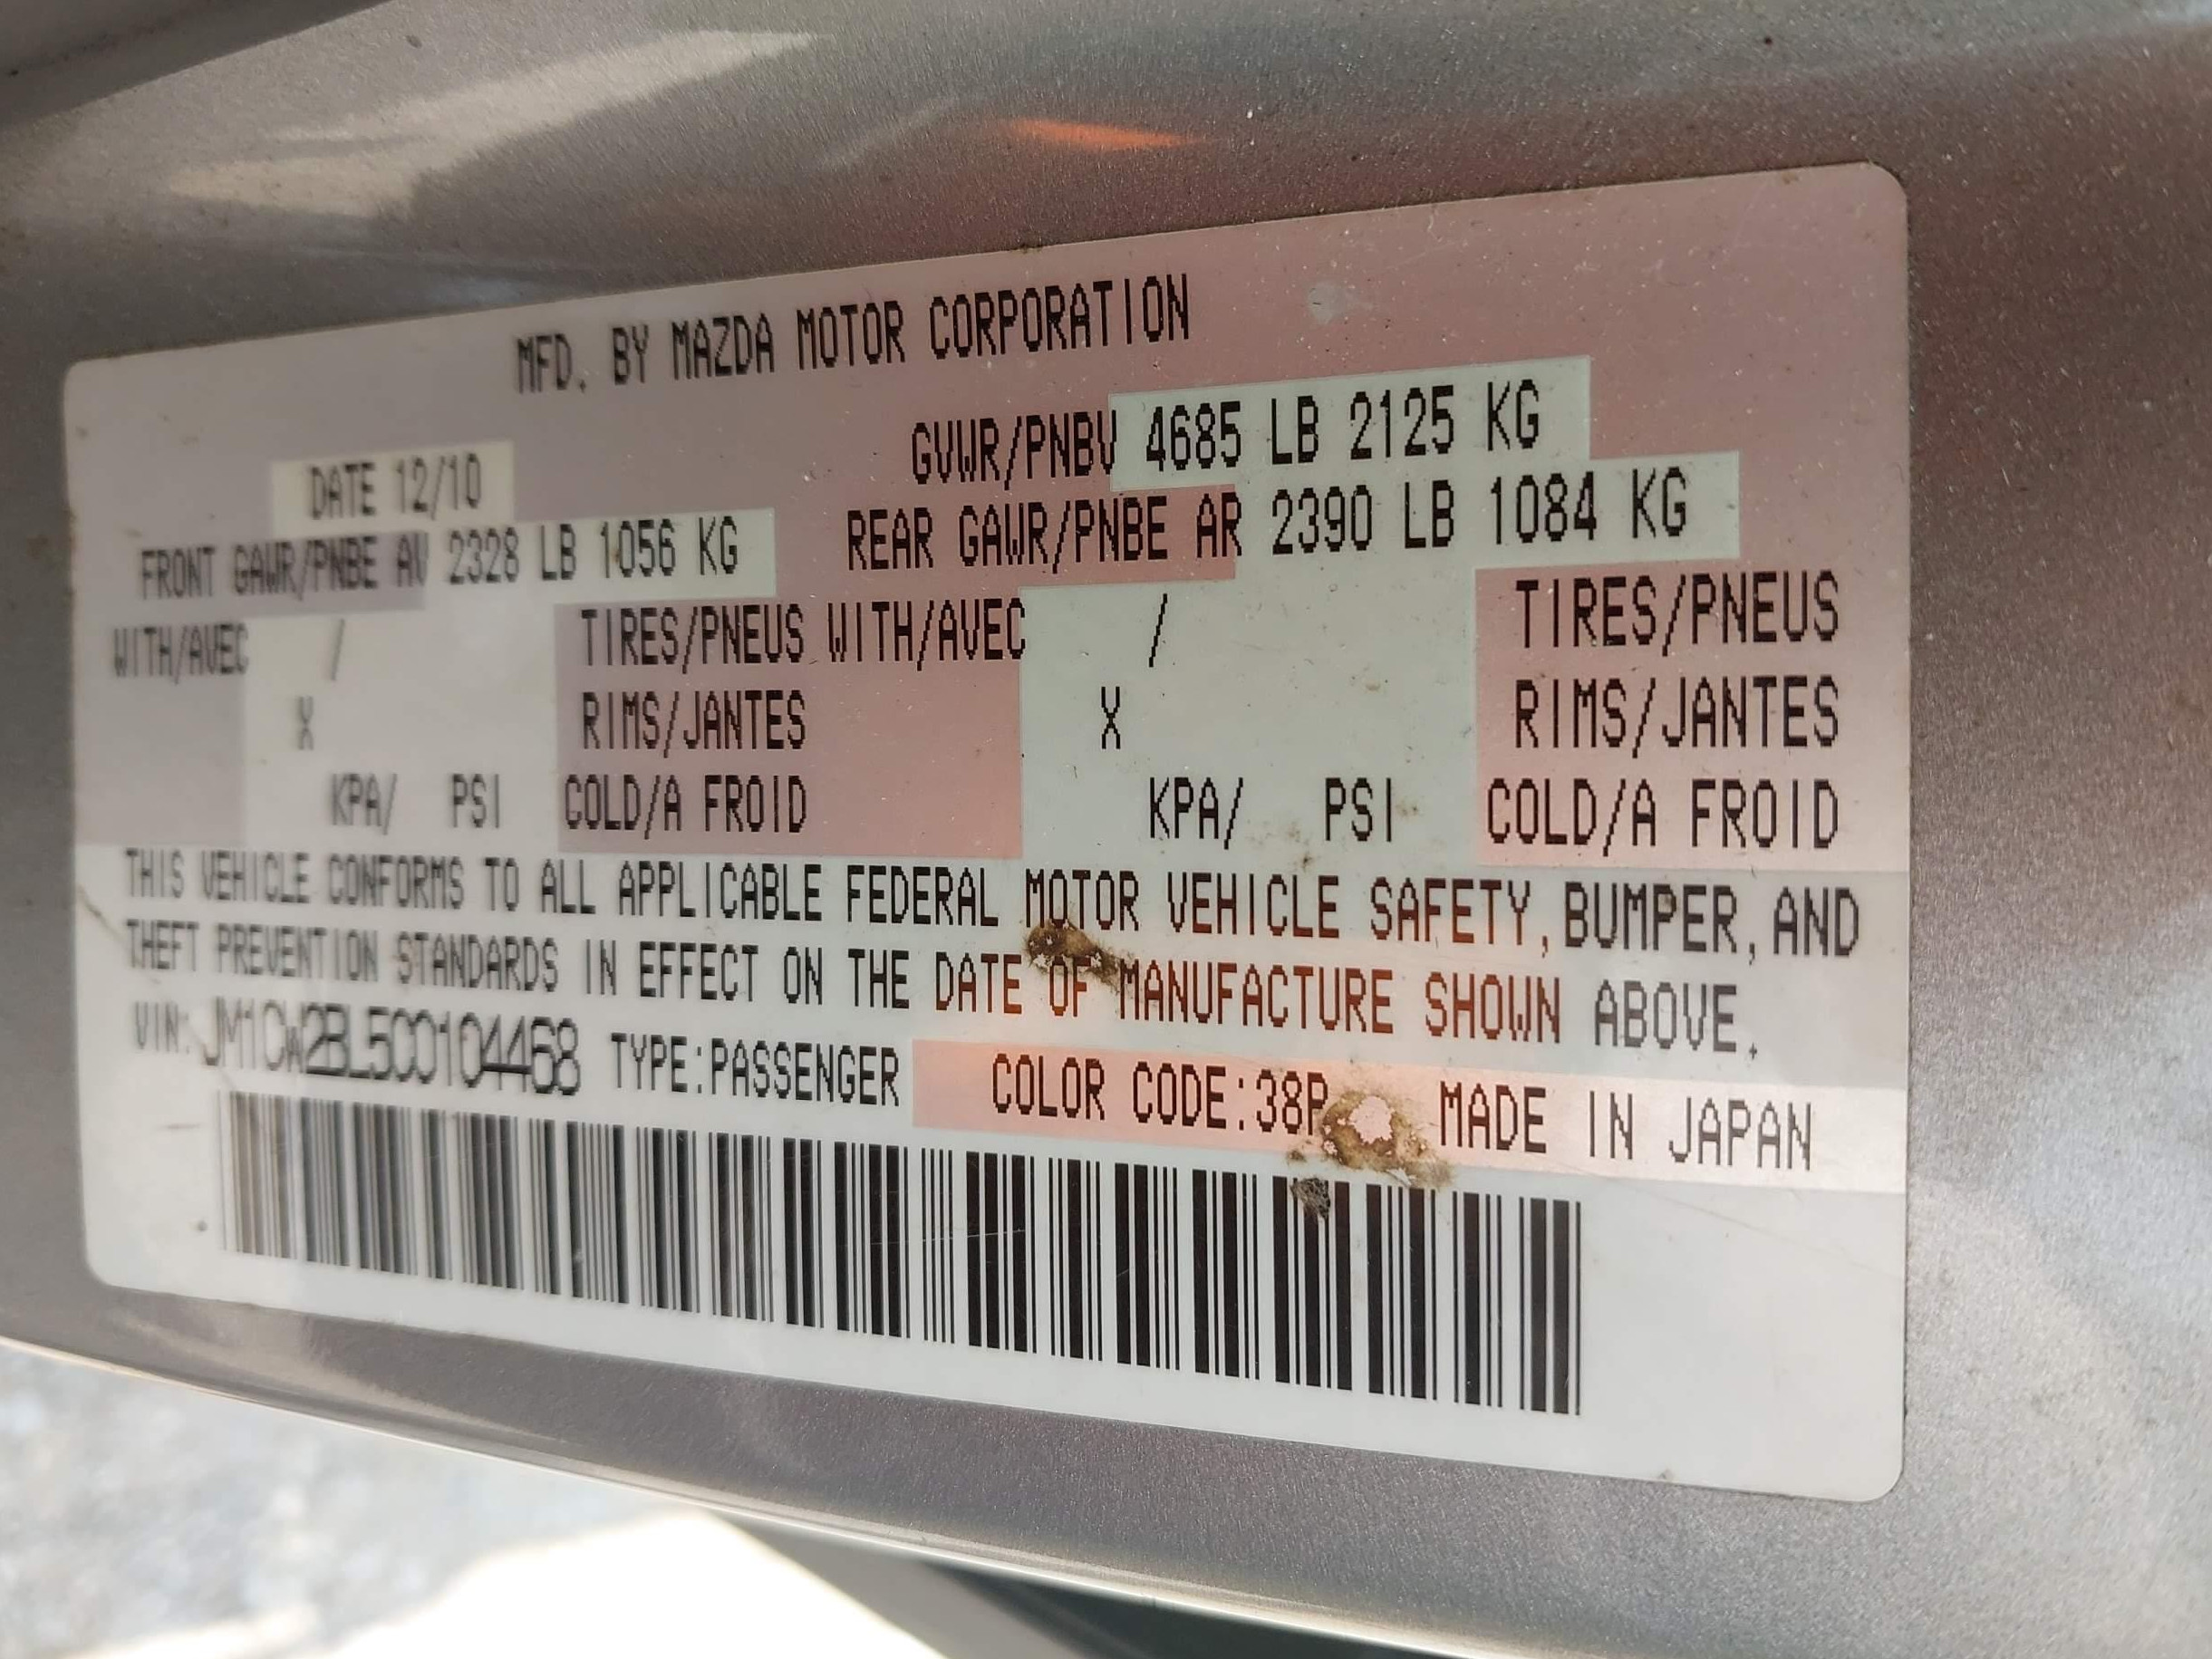 MFD. BY MAZDA MOTOR CORPORATION
DATE 12/10 GVWR/PNBV 4685 LB 2125 KG
FRONT GAWR/PNBE AV 2328 LB 1056 KG REAR GAWR/PNBE AR 2390 LB 1084 KG
WITH/AVEC / TIRES/PNEUS WITH/AVEC / TIRES/PNEUS
X RIMS/JANTES X RIMS/JANTES
KPA/ PSI COLD/A FROID KPA/ PSI COLD/A FROID
THIS VEHICLE CONFORMS TO ALL APPLICABLE FEDERAL MOTOR VEHICLE SAFETY, BUMPER, AND
THEFT PREVENTION STANDARDS IN EFFECT ON THE DATE OF MANUFACTURE SHOWN ABOVE.
VIN: JM1CW2BL5C0104468 TYPE:PASSENGER COLOR CODE:38P MADE IN JAPAN